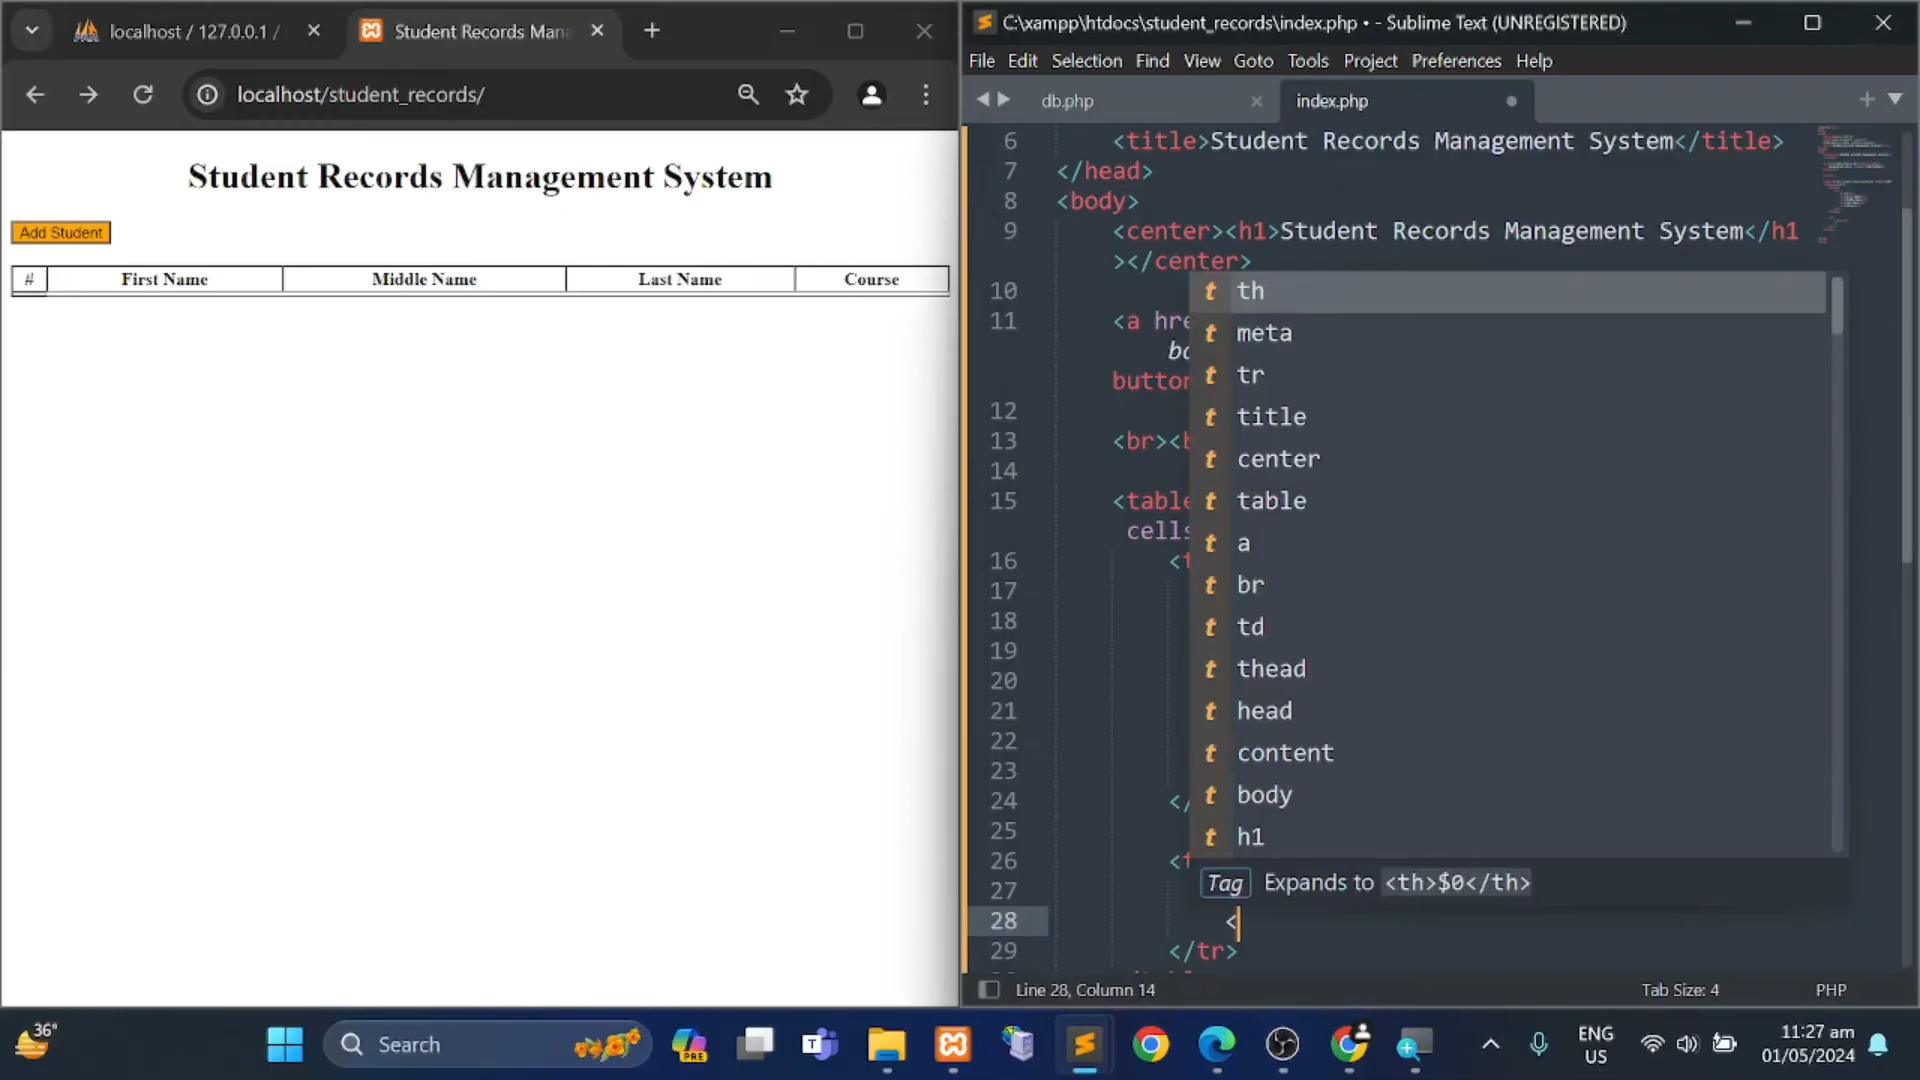 localhost / 127.0.0.1 /
Student Records Man
localhost/student_records/
Student Records Management System
Add Student
# First Name Middle Name Last Name Course
C:\xampp\htdocs\student_records\index.php • - Sublime Text (UNREGISTERED)
File Edit Selection Find View Goto Tools Project Preferences Help
db.php index.php
6 <title>Student Records Management System</title>
7 </head>
8 <body>
9 <center><h1>Student Records Management System</h1
></center>
10
11 <a hre
bo
button
12
13 <br><b
14
15 <table
cells
16 <t
17
18
19
20
21
22
23
24 </
25
26 <t
27
28 <
29 </tr>
t th
t meta
t tr
t title
t center
t table
t a
t br
t td
t thead
t head
t content
t body
t h1
Tag Expands to <th>$0</th>
Line 28, Column 14 Tab Size: 4 PHP
36°
Search
PRE
ENG
US
11:27 am
01/05/2024